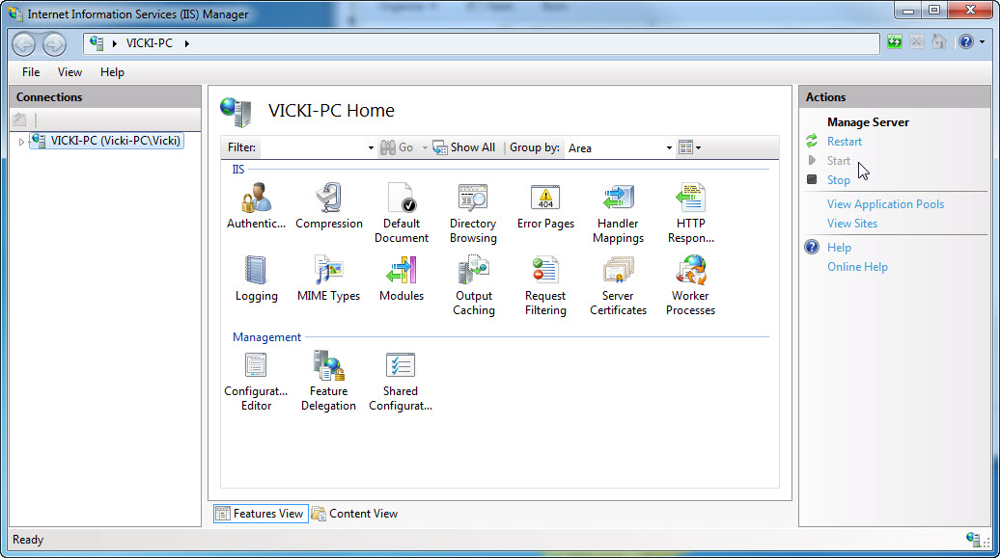 Internet Information Services (IIS) Manager
VICKI-PC
File View Help
Connections
VICKI-PC (Vicki-PC\Vicki)
VICKI-PC Home
Filter: Go Show All Group by: Area
IIS
Authentic...
Compression
Default
Document
Directory
Browsing
404
Error Pages
Handler
Mappings
HTTP
Respon...
Logging
MIME Types
Modules
Output
Caching
Request
Filtering
Server
Certificates
Worker
Processes
Management
Configurat...
Editor
Feature
Delegation
Shared
Configurat...
Features View Content View
Actions
Manage Server
Restart
Start
Stop
View Application Pools
View Sites
Help
Online Help
Ready